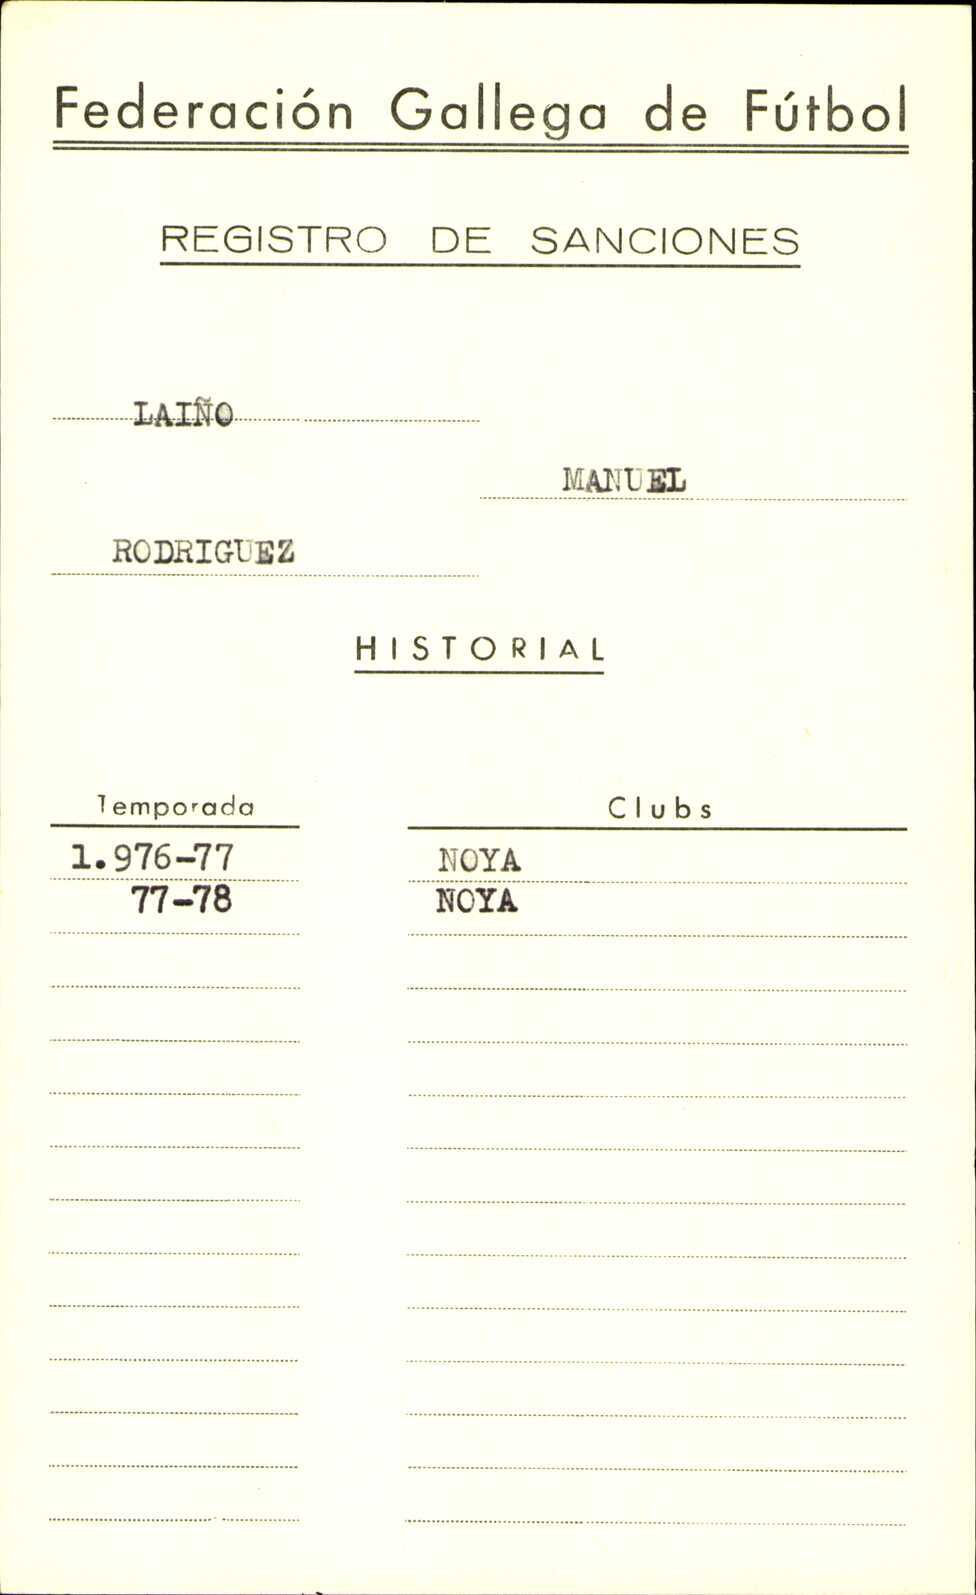 Federación Gallega de Fútbol
REGISTRO DE SANCIONES
LAIÑO
MANUEL
RODRIGUEZ
HISTORIAL
Temporada Clubs
1.976-77 NOYA
77-78 NOYA